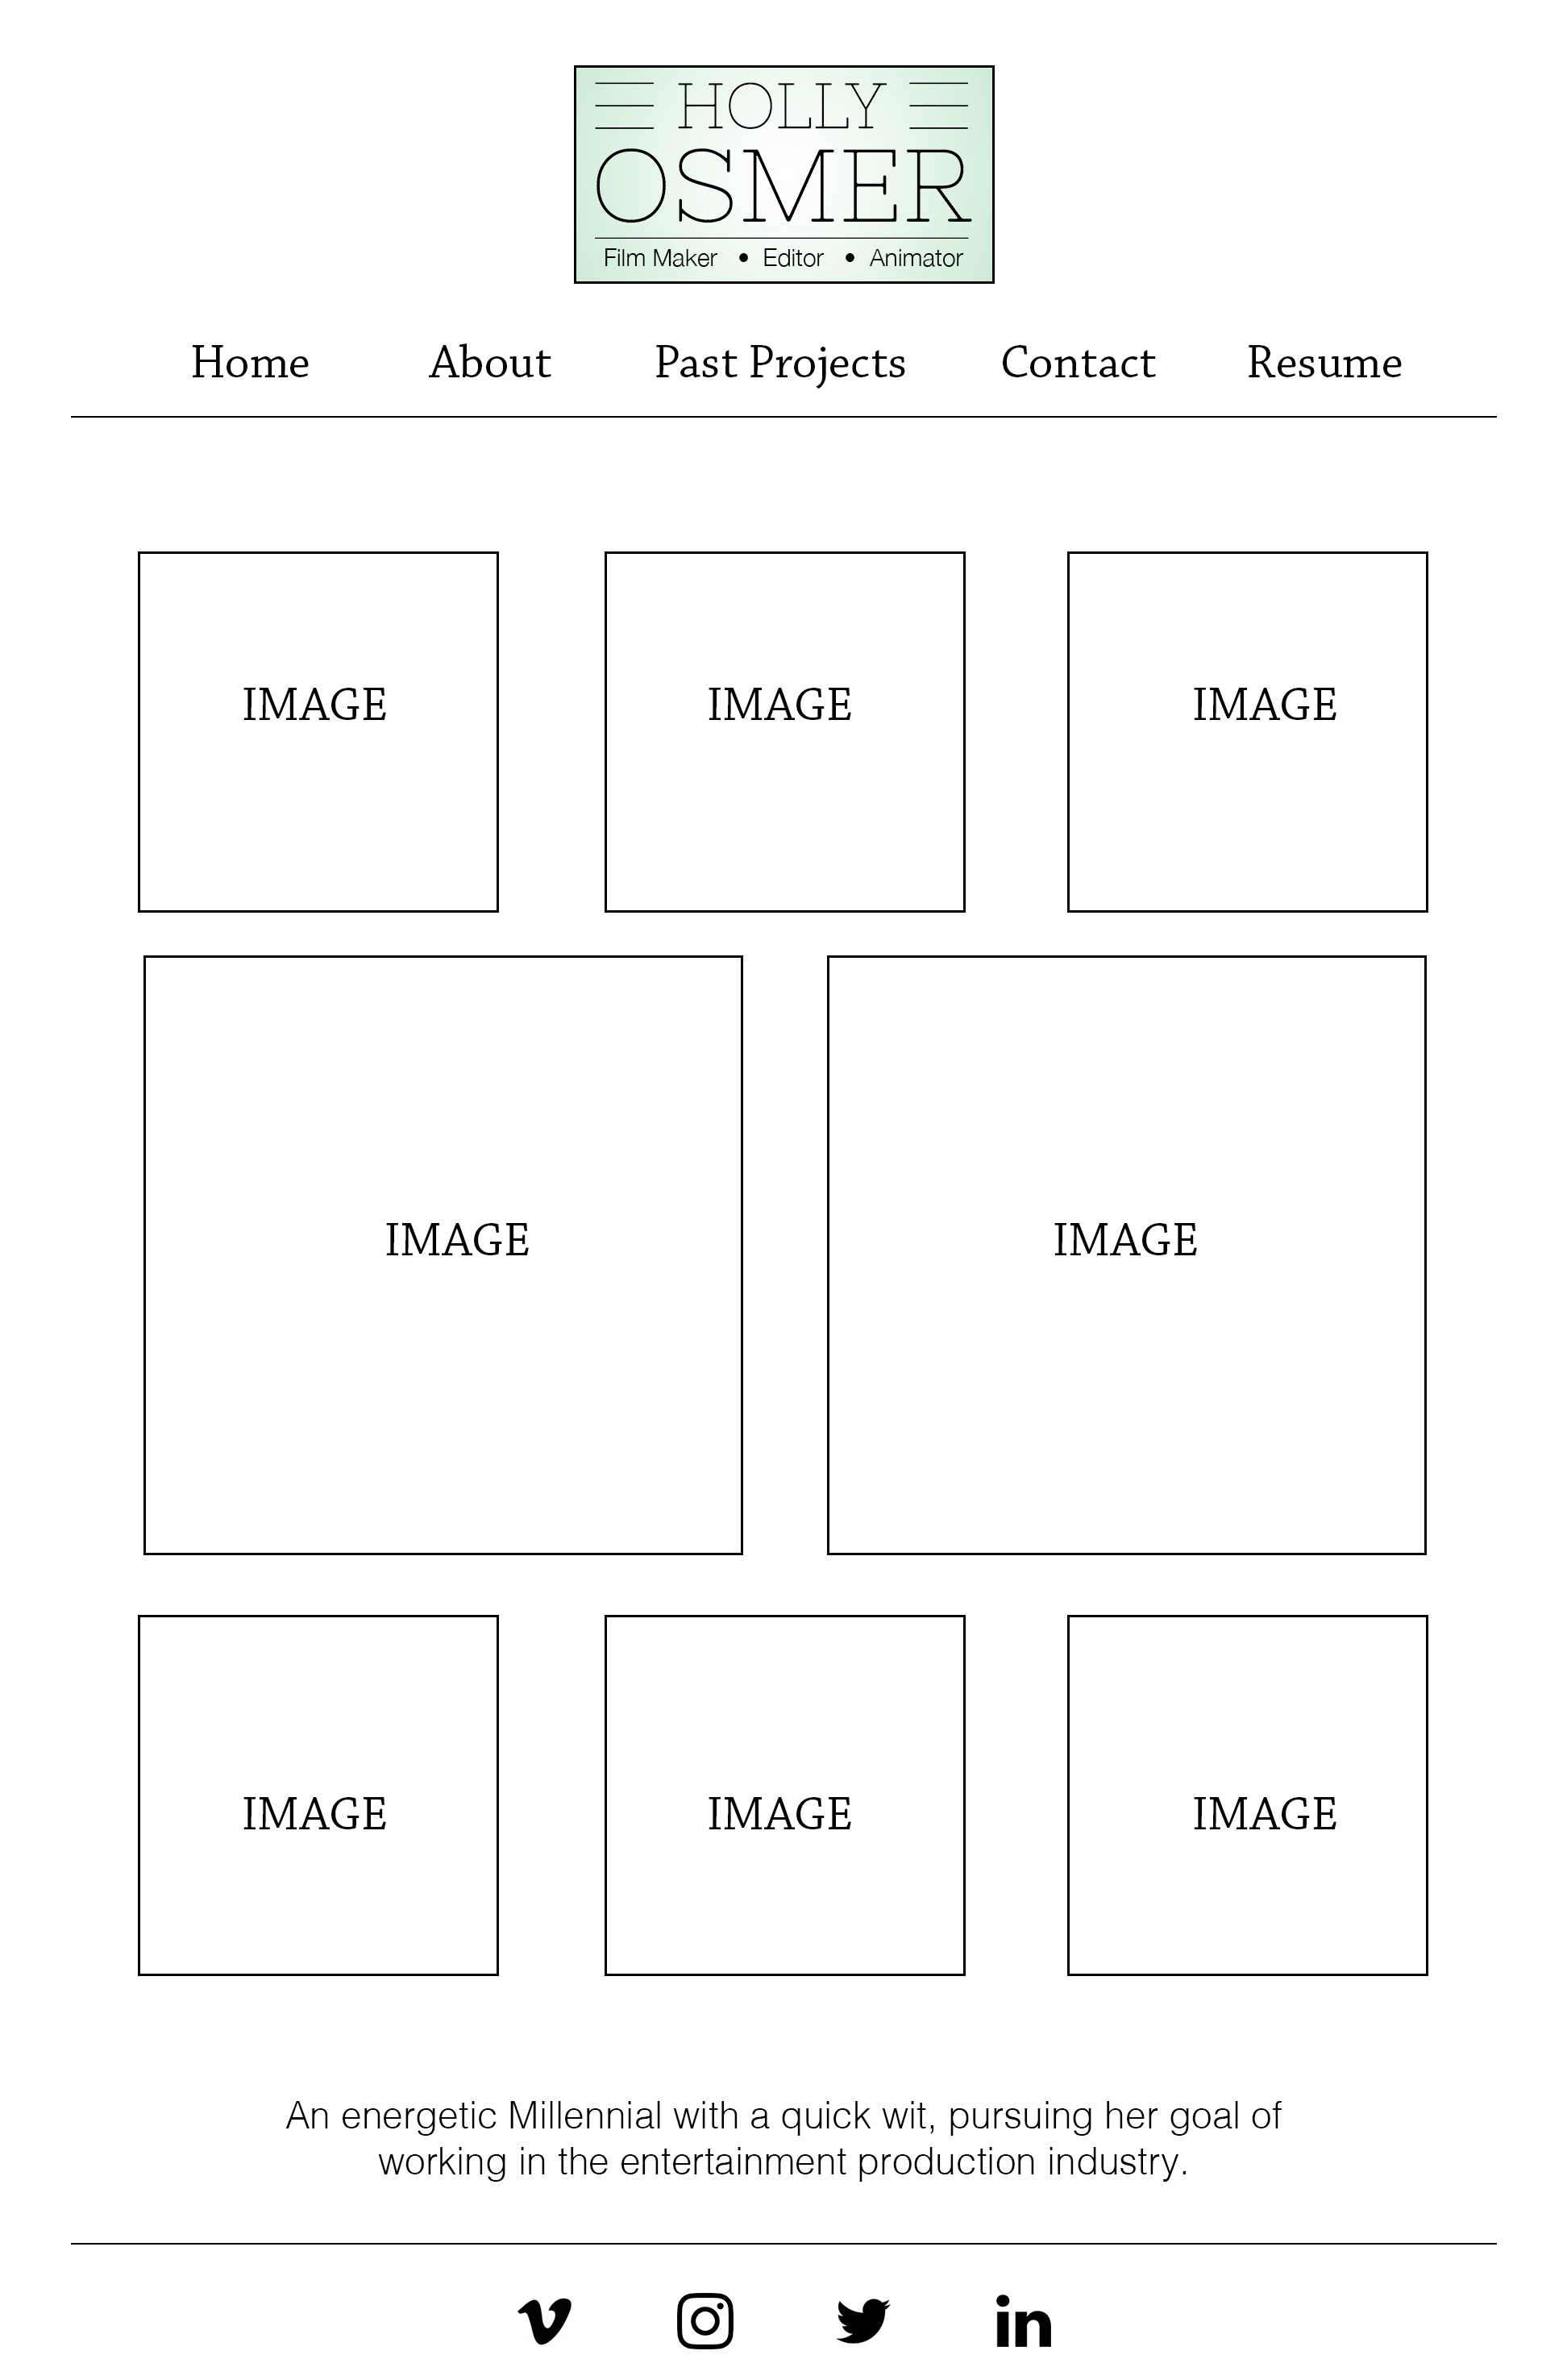 HOLLY
OSMER
Film Maker • Editor • Animator
Home About Past Projects Contact Resume
IMAGE IMAGE IMAGE
IMAGE IMAGE
IMAGE IMAGE IMAGE
An energetic Millennial with a quick wit, pursuing her goal of
working in the entertainment production industry.